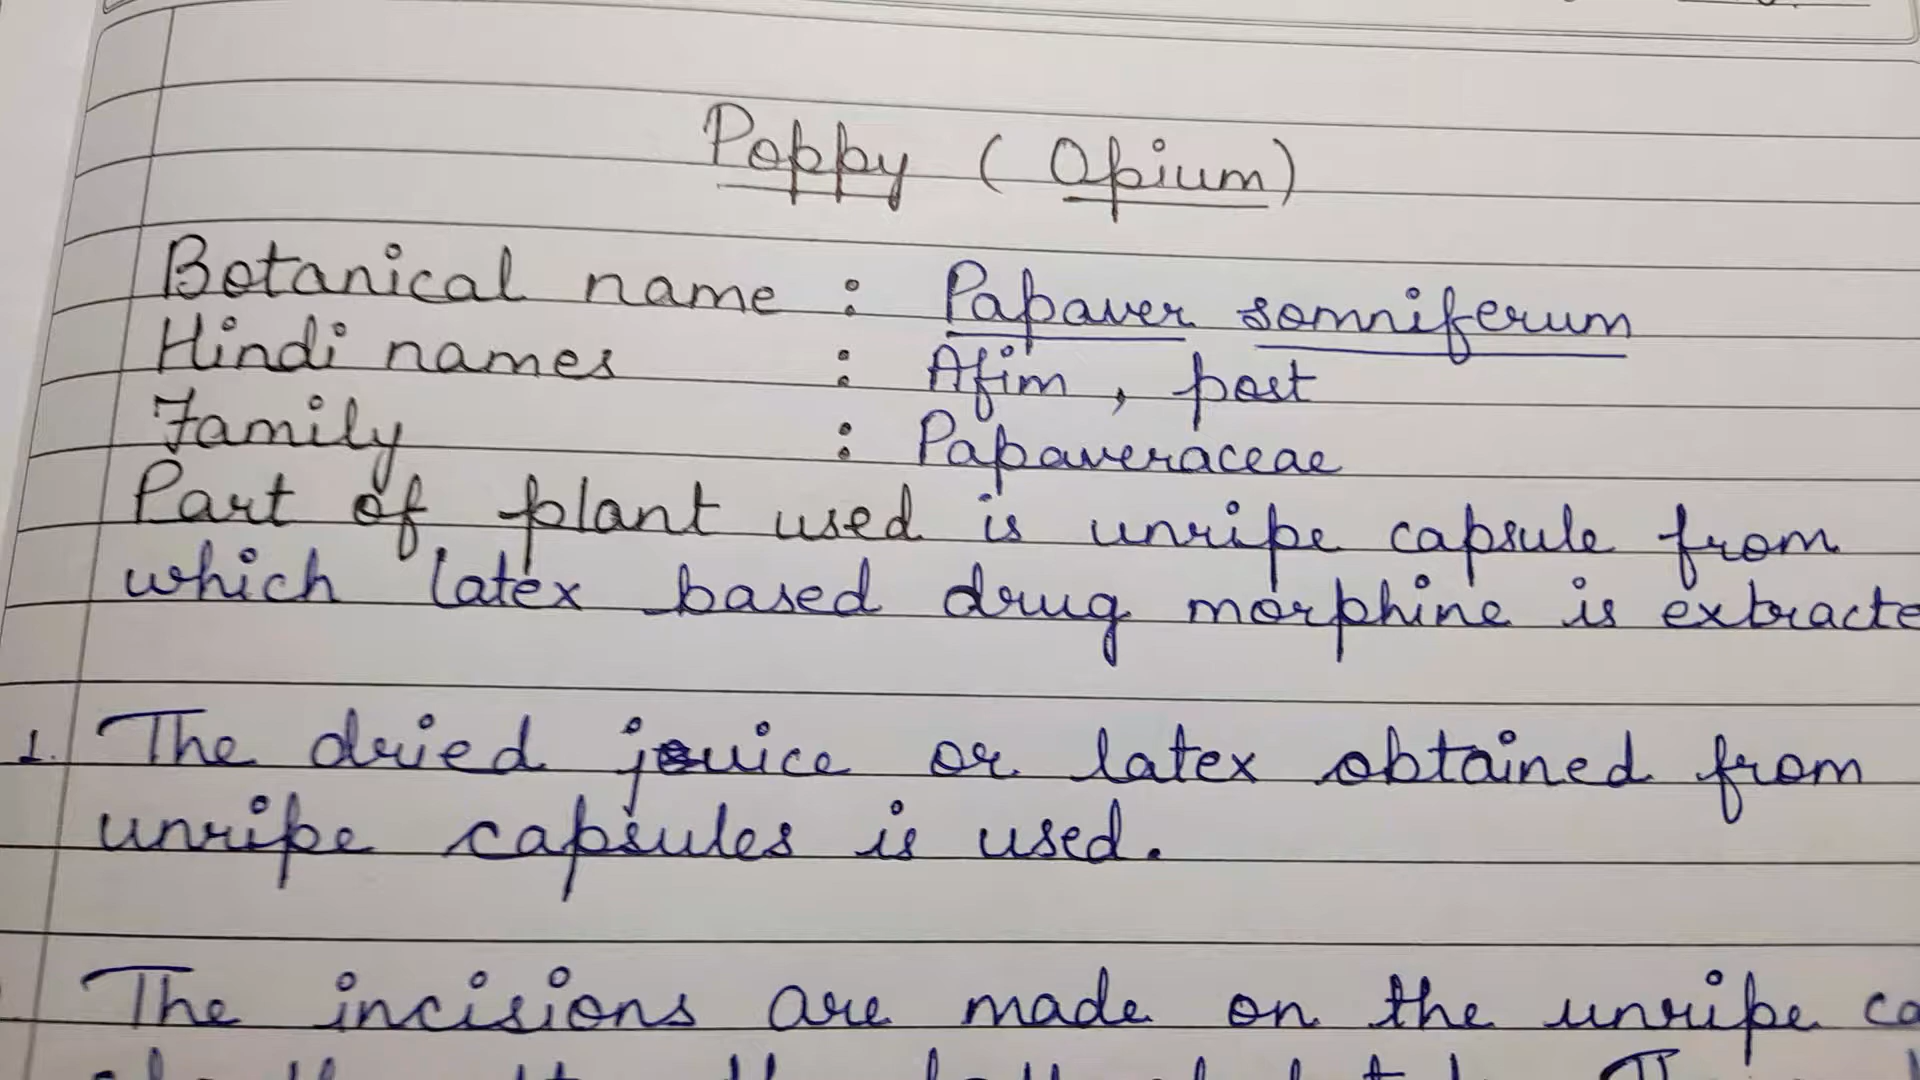 Poppy (Opium)
Botanical name : Papaver somniferum
Hindi names : Afim, post
Family : Papaveraceae
Part of plant used is unripe capsule from
which latex based drug morphine is extracte
1. The dried juice or latex obtained from
unripe capsules is used.
The incisions are made on the unripe ca